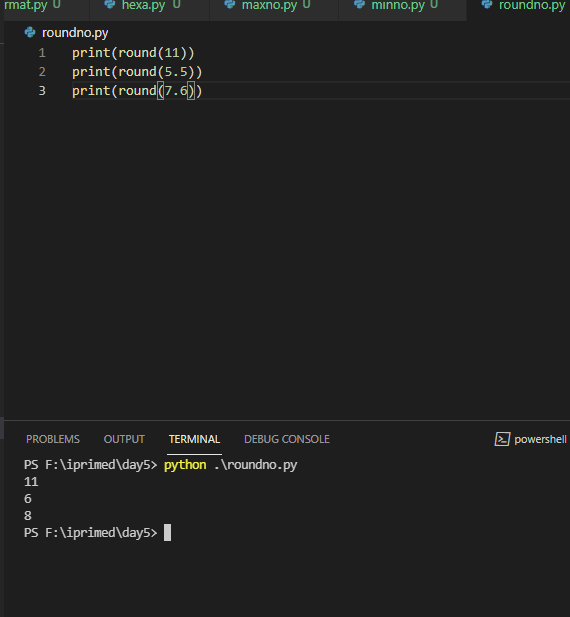 rmat.py U hexa.py U maxno.py U minno.py U roundno.py
roundno.py
1 print(round(11))
2 print(round(5.5))
3 print(round(7.6))
PROBLEMS OUTPUT TERMINAL DEBUG CONSOLE powershell
PS F:\iprimed\day5> python .\roundno.py
11
6
8
PS F:\iprimed\day5>